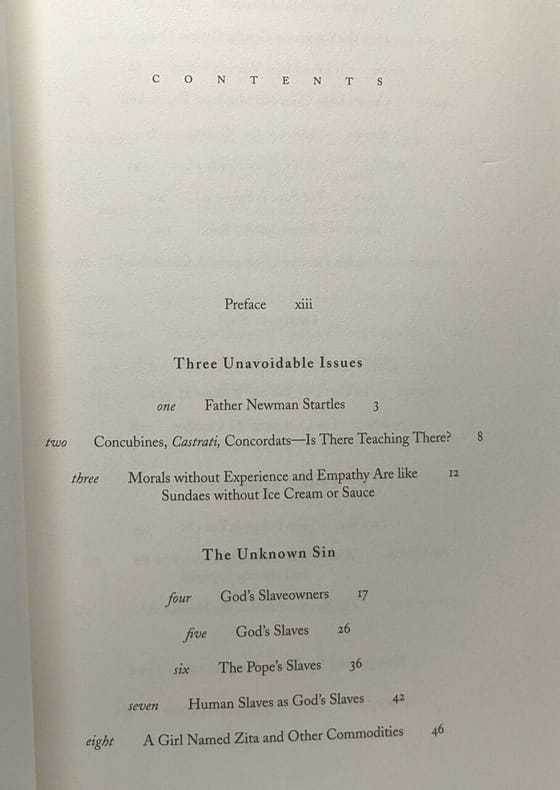 CONTENTS
Preface xiii
Three Unavoidable Issues
one Father Newman Startles 3
two Concubines, Castrati, Concordats—Is There Teaching There? 8
three Morals without Experience and Empathy Are like 12
Sundaes without Ice Cream or Sauce
The Unknown Sin
four God's Slaveowners 17
five God's Slaves 26
six The Pope's Slaves 36
seven Human Slaves as God's Slaves 42
eight A Girl Named Zita and Other Commodities 46